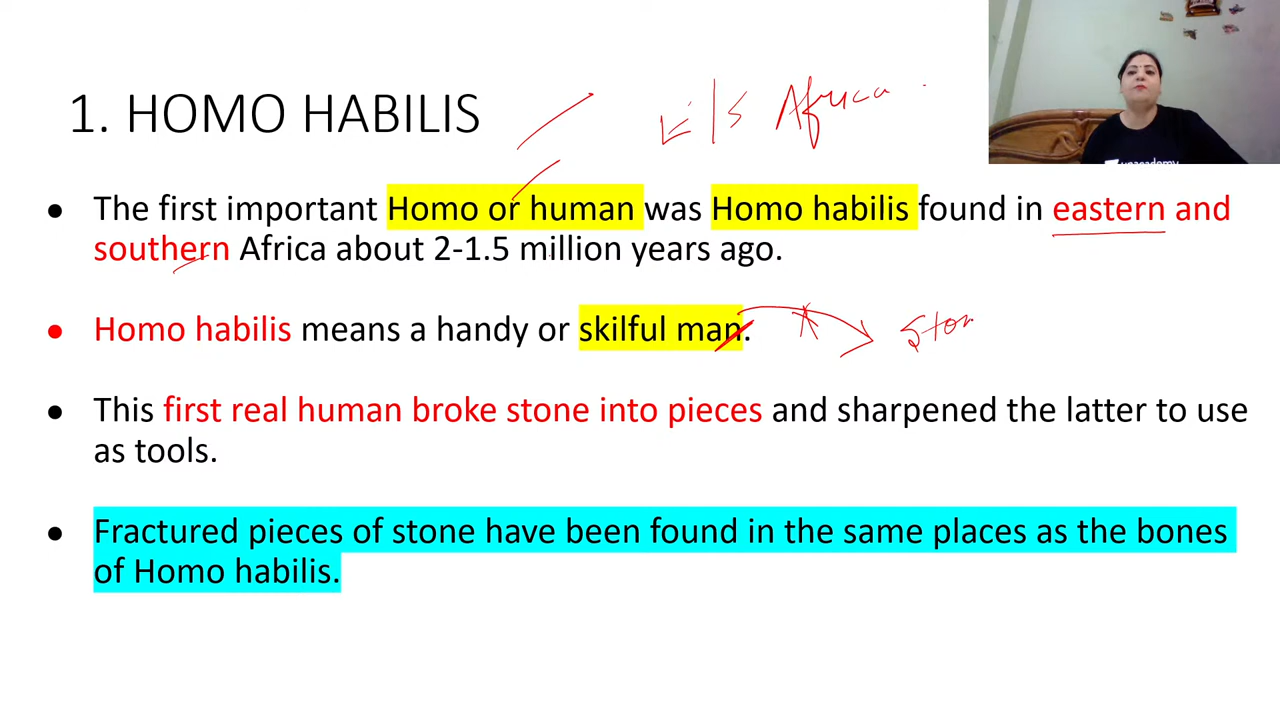 1. HOMO HABILIS
E/S Africa
unacademy
• The first important Homo or human was Homo habilis found in eastern and
southern Africa about 2-1.5 million years ago.
• Homo habilis means a handy or skilful man.
Ston
• This first real human broke stone into pieces and sharpened the latter to use
as tools.
• Fractured pieces of stone have been found in the same places as the bones
of Homo habilis.